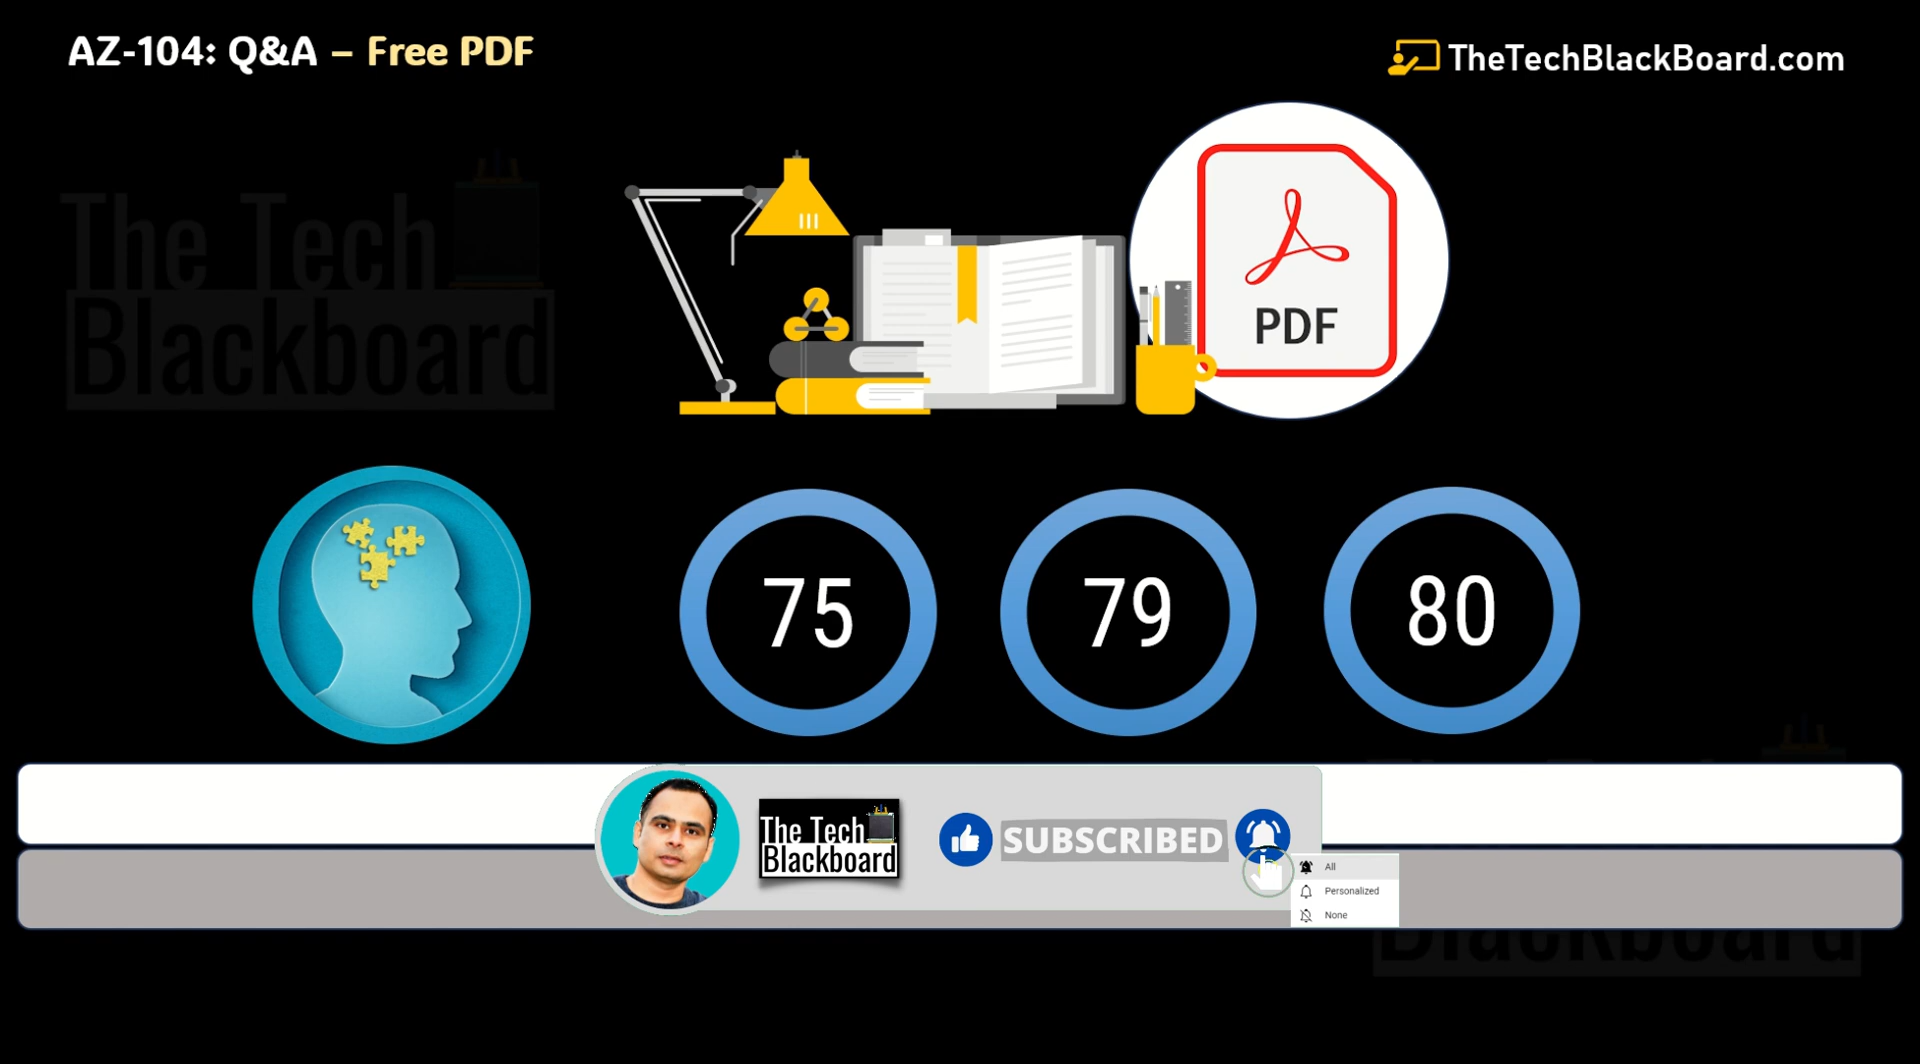 AZ-104: Q&A – Free PDF
TheTechBlackBoard.com
The Tech
Blackboard
PDF
75
79
80
The Tech
Blackboard
SUBSCRIBED
All
Personalized
None
Blackboard